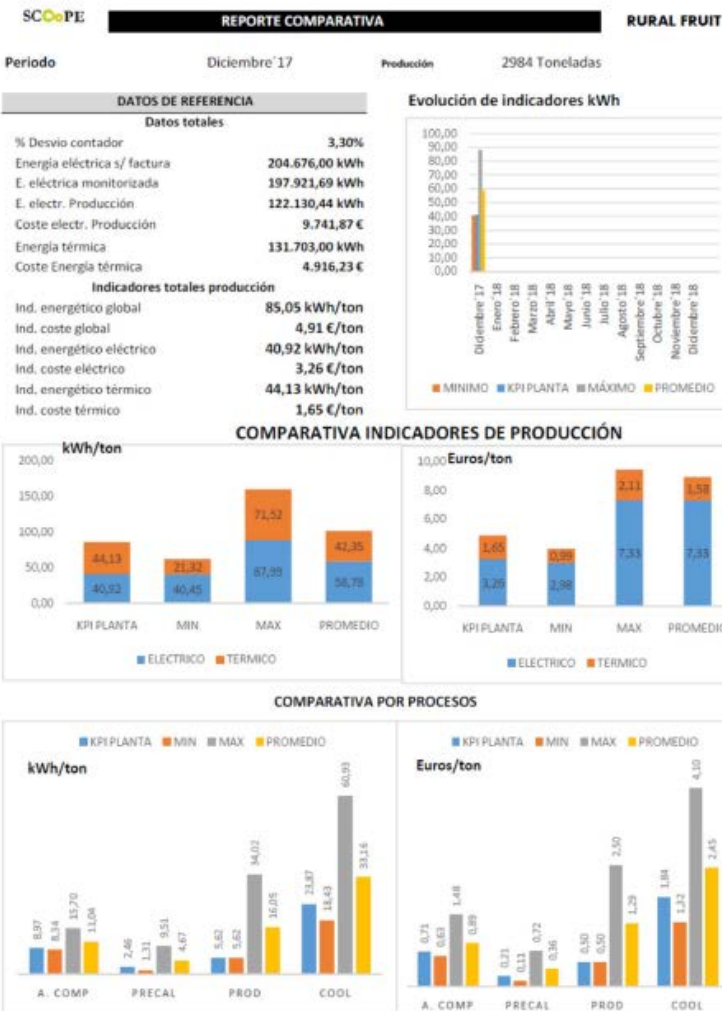 SCOoPE
REPORTE COMPARATIVA
RURAL FRUIT
Periodo Diciembre´17 Producción 2984 Toneladas
DATOS DE REFERENCIA
Datos totales
% Desvio contador 3,30%
Energía eléctrica s/ factura 204.676,00 kWh
E. eléctrica monitorizada 197.921,69 kWh
E. electr. Producción 122.130,44 kWh
Coste electr. Producción 9.741,87 €
Energía térmica 131.703,00 kWh
Coste Energía térmica 4.916,23 €
Indicadores totales producción
Ind. energético global 85,05 kWh/ton
Ind. coste global 4,91 €/ton
Ind. energético eléctrico 40,92 kWh/ton
Ind. coste eléctrico 3,26 €/ton
Ind. energético térmico 44,13 kWh/ton
Ind. coste térmico 1,65 €/ton
Evolución de indicadores kWh
100,00
90,00
80,00
70,00
60,00
50,00
40,00
30,00
20,00
10,00
0,00
Diciembre´17
Enero´18
Febrero´18
Marzo´18
Abril´18
Mayo´18
Junio´18
Julio´18
Agosto´18
Septiembre´18
Octubre´18
Noviembre´18
Diciembre´18
MINIMO KPI PLANTA MÁXIMO PROMEDIO
COMPARATIVA INDICADORES DE PRODUCCIÓN
kWh/ton
200,00
150,00
100,00
50,00
0,00
44,13 21,32 71,52 42,35
40,92 40,45 87,99 58,78
KPI PLANTA MIN MAX PROMEDIO
ELECTRICO TERMICO
Euros/ton
10,00
8,00
6,00
4,00
2,00
0,00
1,65 0,99 2,11 1,58
3,26 2,98 7,33 7,33
KPI PLANTA MIN MAX PROMEDIO
ELECTRICO TERMICO
COMPARATIVA POR PROCESOS
KPI PLANTA MIN MAX PROMEDIO
kWh/ton
8,97 8,34 15,70 11,04
2,46 1,31 9,51 4,67
5,62 5,62 34,02 16,05
23,87 18,43 60,93 33,16
A. COMP PRECAL PROD COOL
KPI PLANTA MIN MAX PROMEDIO
Euros/ton
0,71 0,63 1,48 0,89
0,21 0,11 0,72 0,36
0,50 0,50 2,50 1,29
1,84 1,32 4,10 2,45
A. COMP PRECAL PROD COOL